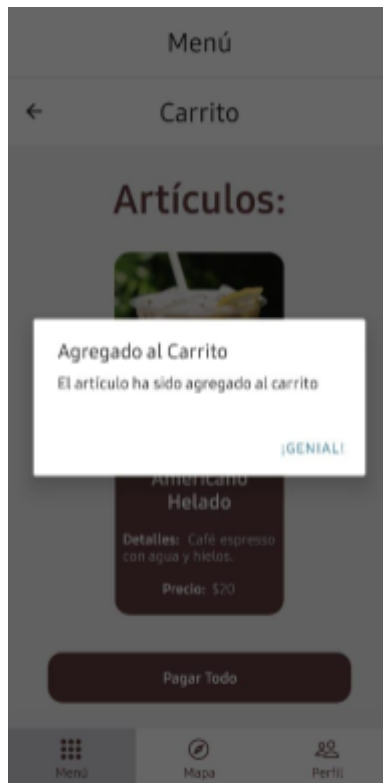 Menú
Carrito
Artículos:
Agregado al Carrito
El artículo ha sido agregado al carrito
¡GENIAL!
Americano
Helado
Detalles: Café espresso
con agua y hielos.
Precio: $20
Pagar Todo
Menú Mapa Perfil